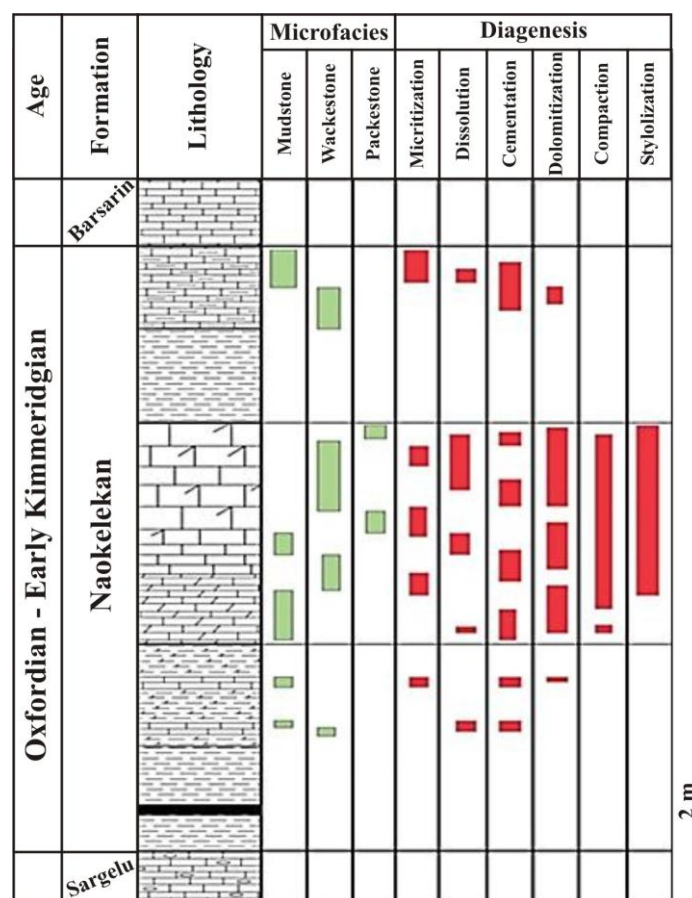 Microfacies Diagenesis
Age Formation Lithology Mudstone Wackestone Packestone Micritization Dissolution Cementation Dolomitization Compaction Stylolization
Barsarin
Oxfordian - Early Kimmeridgian
Naokelekan
Sargelu
2 m